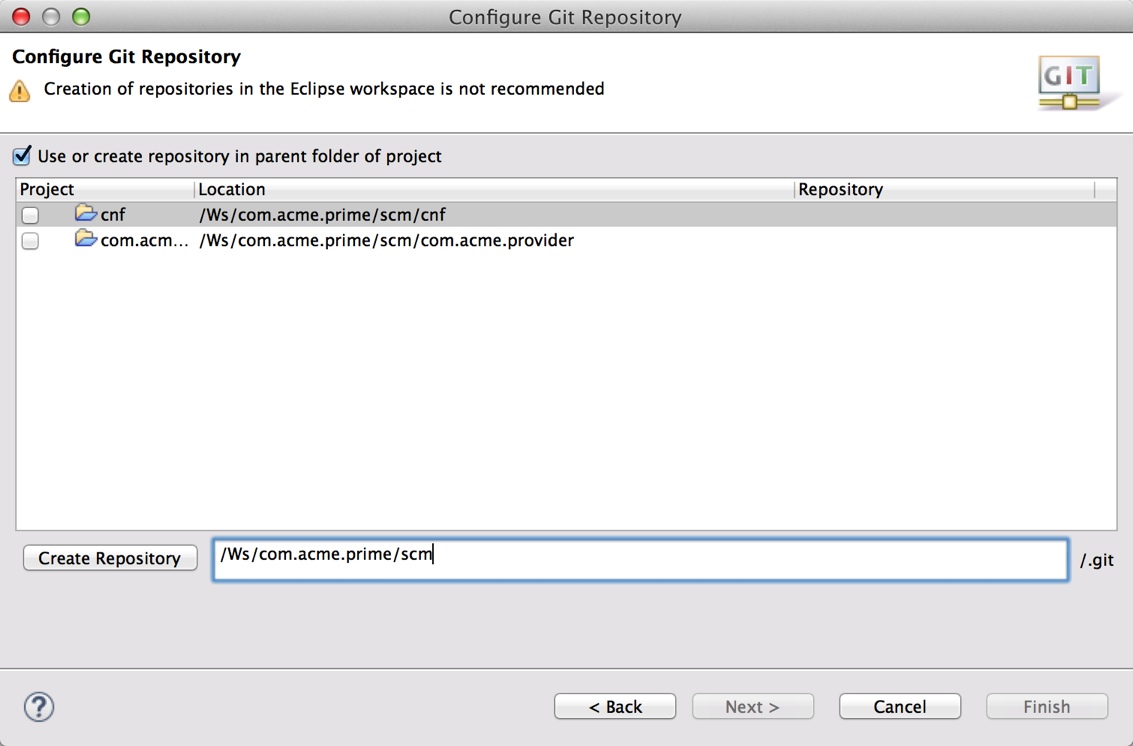 Configure Git Repository
Configure Git Repository
Creation of repositories in the Eclipse workspace is not recommended
GIT
Use or create repository in parent folder of project
Project Location Repository
cnf /Ws/com.acme.prime/scm/cnf
com.acm... /Ws/com.acme.prime/scm/com.acme.provider
Create Repository /Ws/com.acme.prime/scm /.git
? < Back Next > Cancel Finish